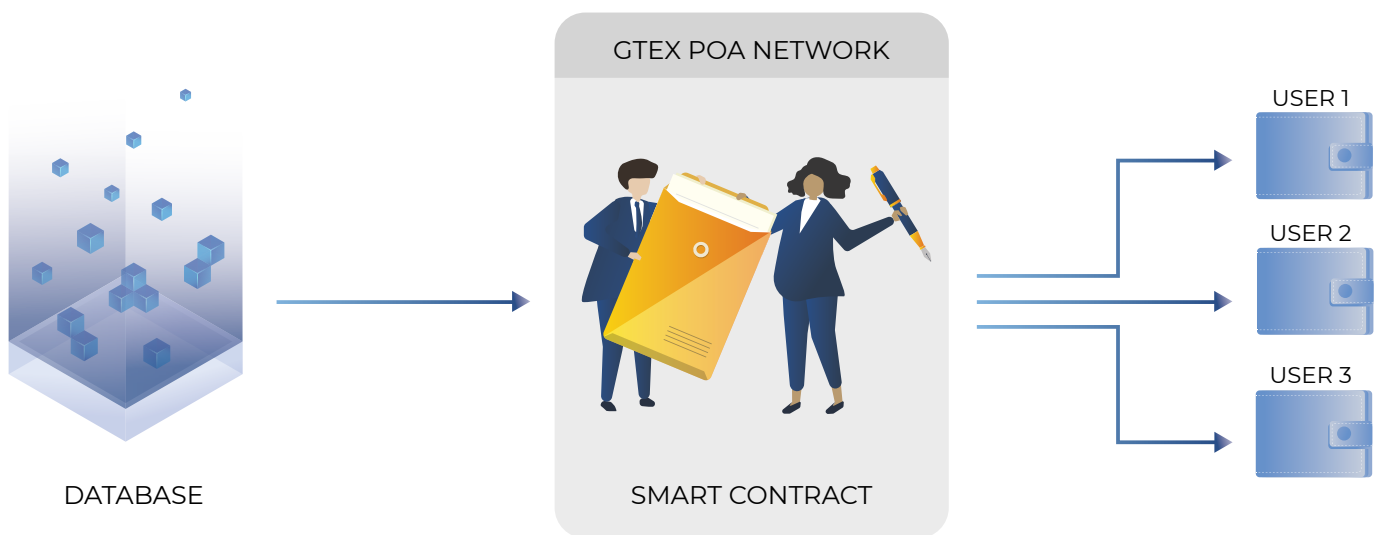 GTEX POA NETWORK
USER 1
USER 2
USER 3
DATABASE
SMART CONTRACT